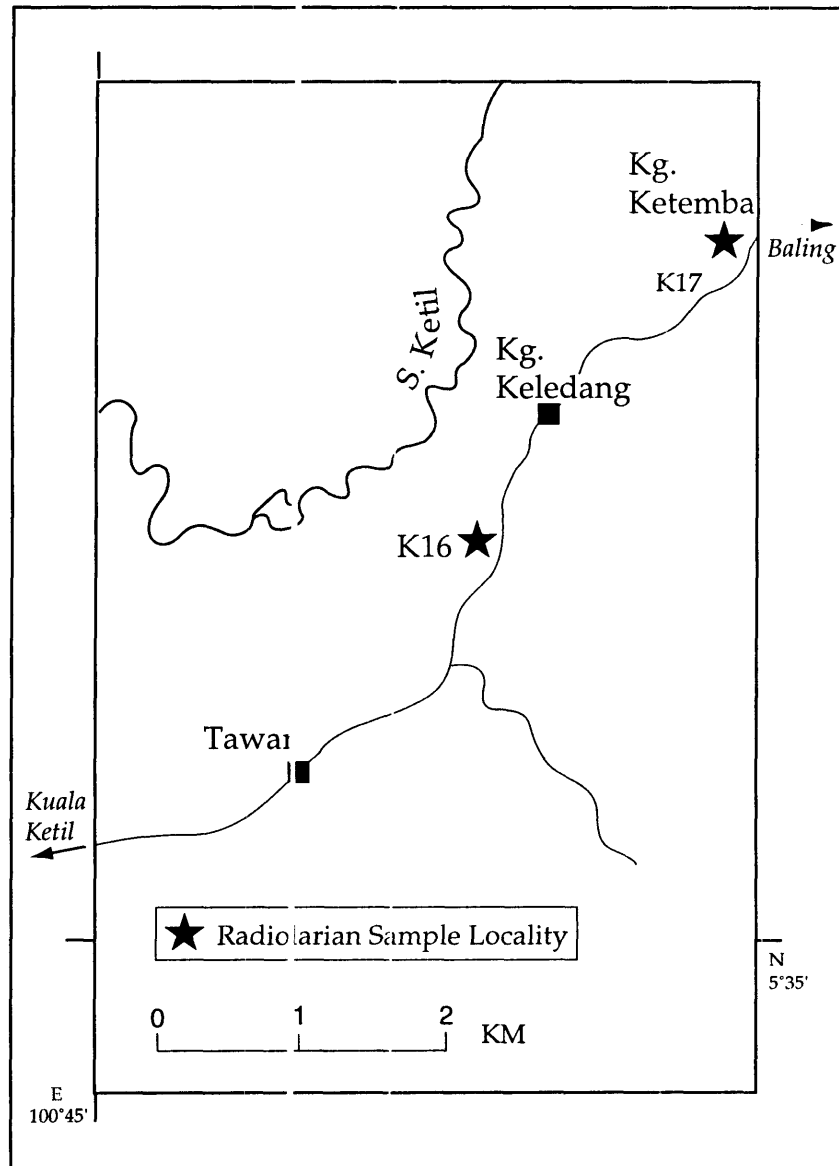 Kg.
Ketemba
Baling
K17
S. Ketil
Kg.
Keledang
K16
Tawar
Kuala
Ketil
Radiolarian Sample Locality
N
5°35'
0 1 2
KM
E
100°45'